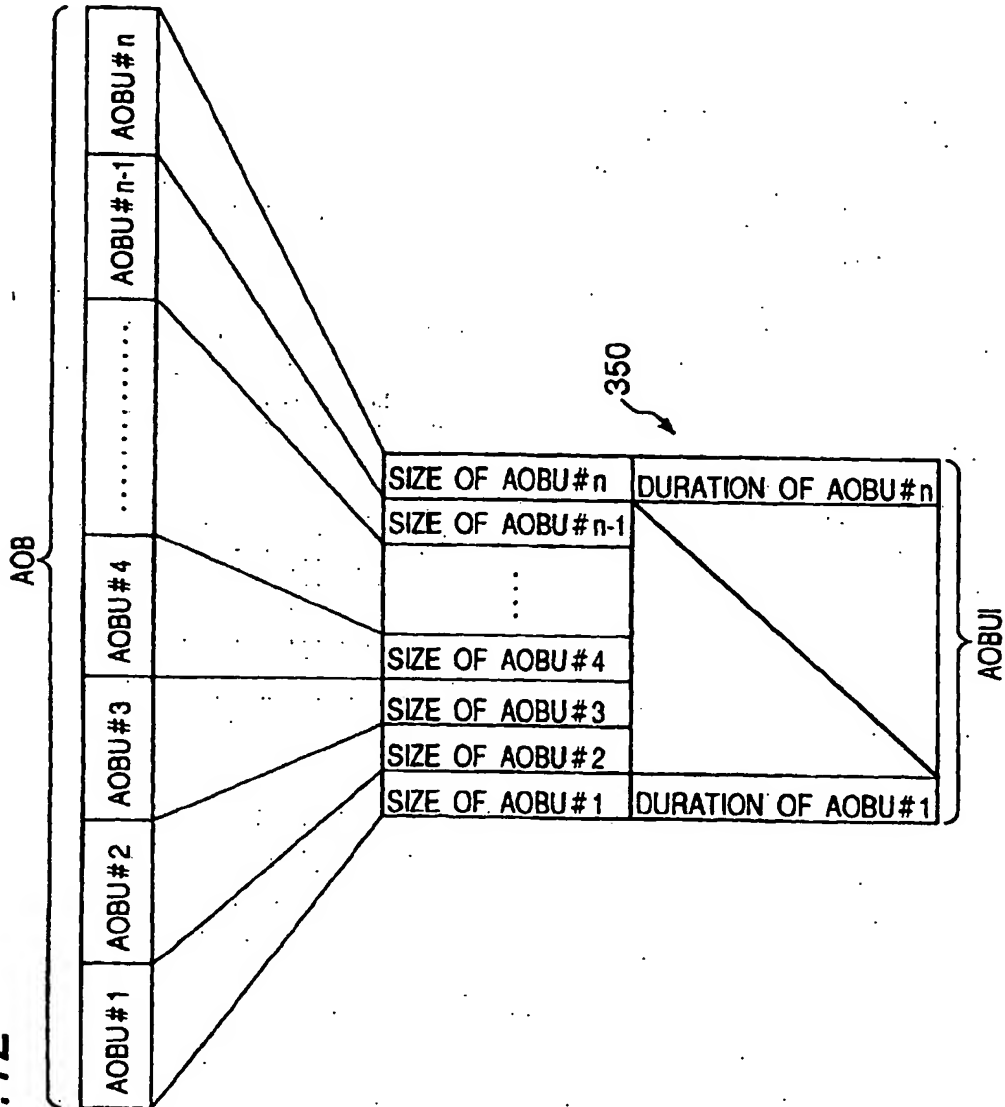 AOB
AOBU#1
AOBU#2
AOBU#3
AOBU#4
............
AOBU#n-1
AOBU#n
350
SIZE OF AOBU#n
DURATION OF AOBU#n
SIZE OF AOBU#n-1
....
SIZE OF AOBU#4
SIZE OF AOBU#3
SIZE OF AOBU#2
SIZE OF AOBU#1
DURATION OF AOBU#1
AOBUI